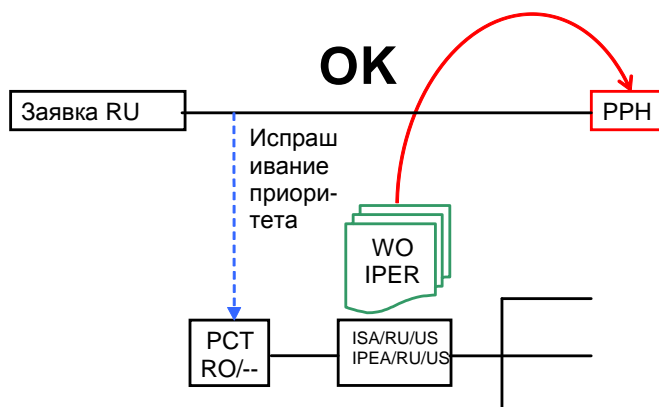 OK
Заявка RU
PPH
Испраш
ивание
приори-
тета
WO
IPER
PCT
RO/--
ISA/RU/US
IPEA/RU/US